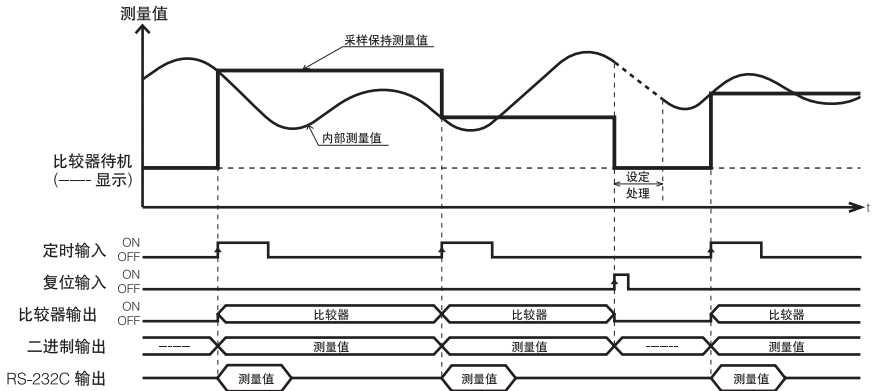 测量值
采样保持测量值
内部测量值
比较器待机
(----- 显示)
设定
处理
t
定时输入 ON
OFF
复位输入 ON
OFF
比较器输出 ON
OFF
比较器 比较器 比较器
二进制输出 ----- 测量值 测量值 ----- 测量值
RS-232C 输出 测量值 测量值 测量值